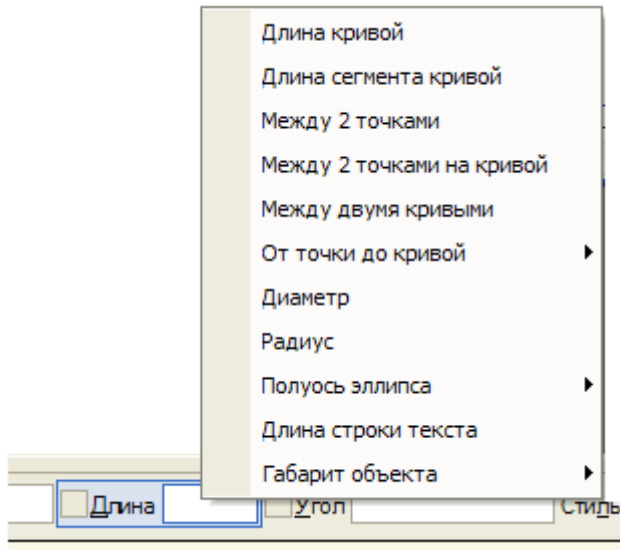 Длина кривой
Длина сегмента кривой
Между 2 точками
Между 2 точками на кривой
Между двумя кривыми
От точки до кривой
Диаметр
Радиус
Полуось эллипса
Длина строки текста
Габарит объекта
Длина Угол Стиль